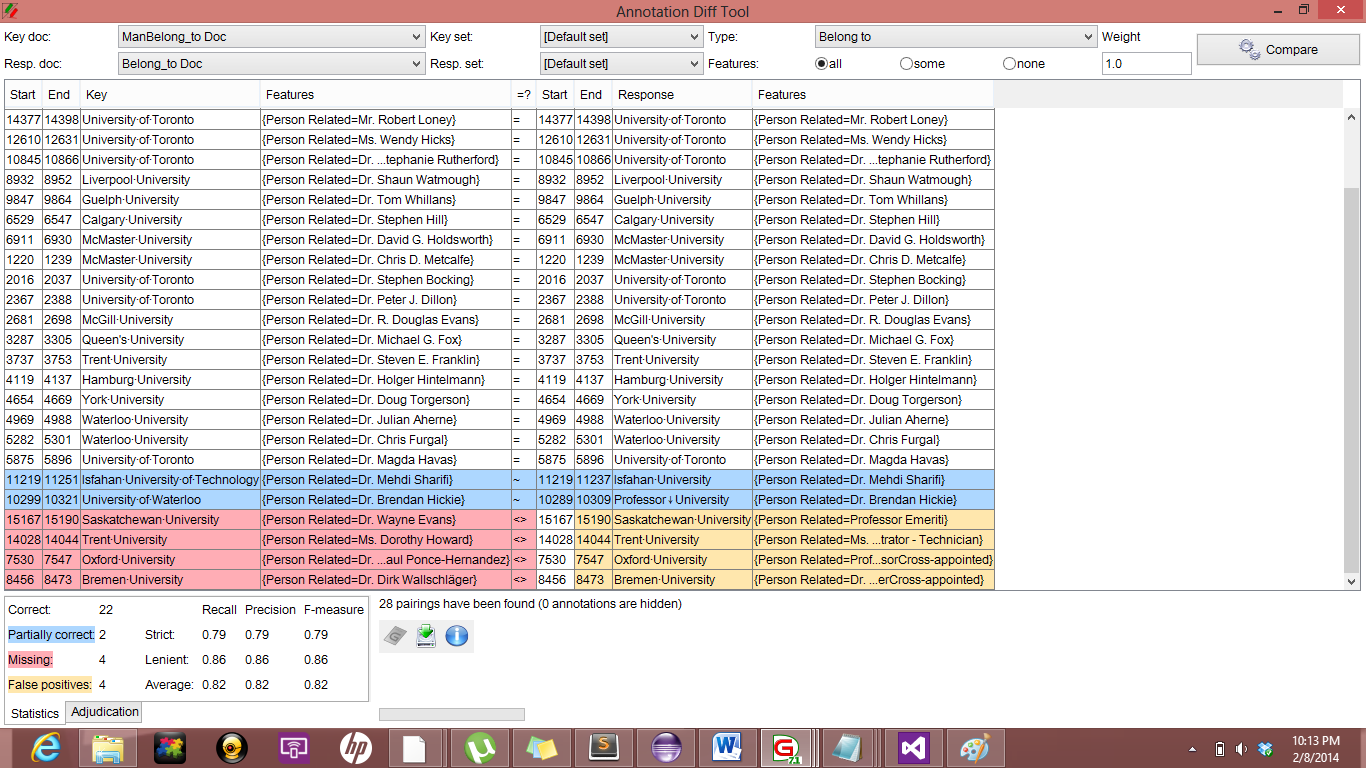 Annotation Diff Tool
Key doc: ManBelong_to Doc Key set: [Default set] Type: Belong to Weight
Compare
Resp. doc: Belong_to Doc Resp. set: [Default set] Features: all some none 1.0
Start End Key Features =? Start End Response Features
14377 14398 University·of·Toronto {Person Related=Mr. Robert Loney} = 14377 14398 University·of·Toronto {Person Related=Mr. Robert Loney}
12610 12631 University·of·Toronto {Person Related=Ms. Wendy Hicks} = 12610 12631 University·of·Toronto {Person Related=Ms. Wendy Hicks}
10845 10866 University·of·Toronto {Person Related=Dr. ...tephanie Rutherford} = 10845 10866 University·of·Toronto {Person Related=Dr. ...tephanie Rutherford}
8932 8952 Liverpool·University {Person Related=Dr. Shaun Watmough} = 8932 8952 Liverpool·University {Person Related=Dr. Shaun Watmough}
9847 9864 Guelph·University {Person Related=Dr. Tom Whillans} = 9847 9864 Guelph·University {Person Related=Dr. Tom Whillans}
6529 6547 Calgary·University {Person Related=Dr. Stephen Hill} = 6529 6547 Calgary·University {Person Related=Dr. Stephen Hill}
6911 6930 McMaster·University {Person Related=Dr. David G. Holdsworth} = 6911 6930 McMaster·University {Person Related=Dr. David G. Holdsworth}
1220 1239 McMaster·University {Person Related=Dr. Chris D. Metcalfe} = 1220 1239 McMaster·University {Person Related=Dr. Chris D. Metcalfe}
2016 2037 University·of·Toronto {Person Related=Dr. Stephen Bocking} = 2016 2037 University·of·Toronto {Person Related=Dr. Stephen Bocking}
2367 2388 University·of·Toronto {Person Related=Dr. Peter J. Dillon} = 2367 2388 University·of·Toronto {Person Related=Dr. Peter J. Dillon}
2681 2698 McGill·University {Person Related=Dr. R. Douglas Evans} = 2681 2698 McGill·University {Person Related=Dr. R. Douglas Evans}
3287 3305 Queen's·University {Person Related=Dr. Michael G. Fox} = 3287 3305 Queen's·University {Person Related=Dr. Michael G. Fox}
3737 3753 Trent·University {Person Related=Dr. Steven E. Franklin} = 3737 3753 Trent·University {Person Related=Dr. Steven E. Franklin}
4119 4137 Hamburg·University {Person Related=Dr. Holger Hintelmann} = 4119 4137 Hamburg·University {Person Related=Dr. Holger Hintelmann}
4654 4669 York·University {Person Related=Dr. Doug Torgerson} = 4654 4669 York·University {Person Related=Dr. Doug Torgerson}
4969 4988 Waterloo·University {Person Related=Dr. Julian Aherne} = 4969 4988 Waterloo·University {Person Related=Dr. Julian Aherne}
5282 5301 Waterloo·University {Person Related=Dr. Chris Furgal} = 5282 5301 Waterloo·University {Person Related=Dr. Chris Furgal}
5875 5896 University·of·Toronto {Person Related=Dr. Magda Havas} = 5875 5896 University·of·Toronto {Person Related=Dr. Magda Havas}
11219 11251 Isfahan·University·of·Technology {Person Related=Dr. Mehdi Sharifi} ~ 11219 11237 Isfahan·University {Person Related=Dr. Mehdi Sharifi}
10299 10321 University·of·Waterloo {Person Related=Dr. Brendan Hickie} ~ 10289 10309 Professor↓University {Person Related=Dr. Brendan Hickie}
15167 15190 Saskatchewan·University {Person Related=Dr. Wayne Evans} <> 15167 15190 Saskatchewan·University {Person Related=Professor Emeriti}
14028 14044 Trent·University {Person Related=Ms. Dorothy Howard} <> 14028 14044 Trent·University {Person Related=Ms. ...trator - Technician}
7530 7547 Oxford·University {Person Related=Dr. ...aul Ponce-Hernandez} <> 7530 7547 Oxford·University {Person Related=Prof...sorCross-appointed}
8456 8473 Bremen·University {Person Related=Dr. Dirk Wallschläger} <> 8456 8473 Bremen·University {Person Related=Dr. ...erCross-appointed}
Correct: 22 Recall Precision F-measure
Partially correct: 2 Strict: 0.79 0.79 0.79
Missing: 4 Lenient: 0.86 0.86 0.86
False positives: 4 Average: 0.82 0.82 0.82
28 pairings have been found (0 annotations are hidden)
Statistics Adjudication
10:13 PM
2/8/2014